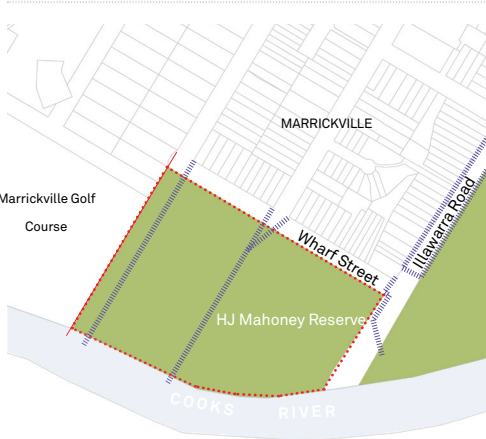 MARRICKVILLE
Marrickville Golf
Course
Illawarra Road
Wharf Street
HJ Mahoney Reserve
COOKS RIVER